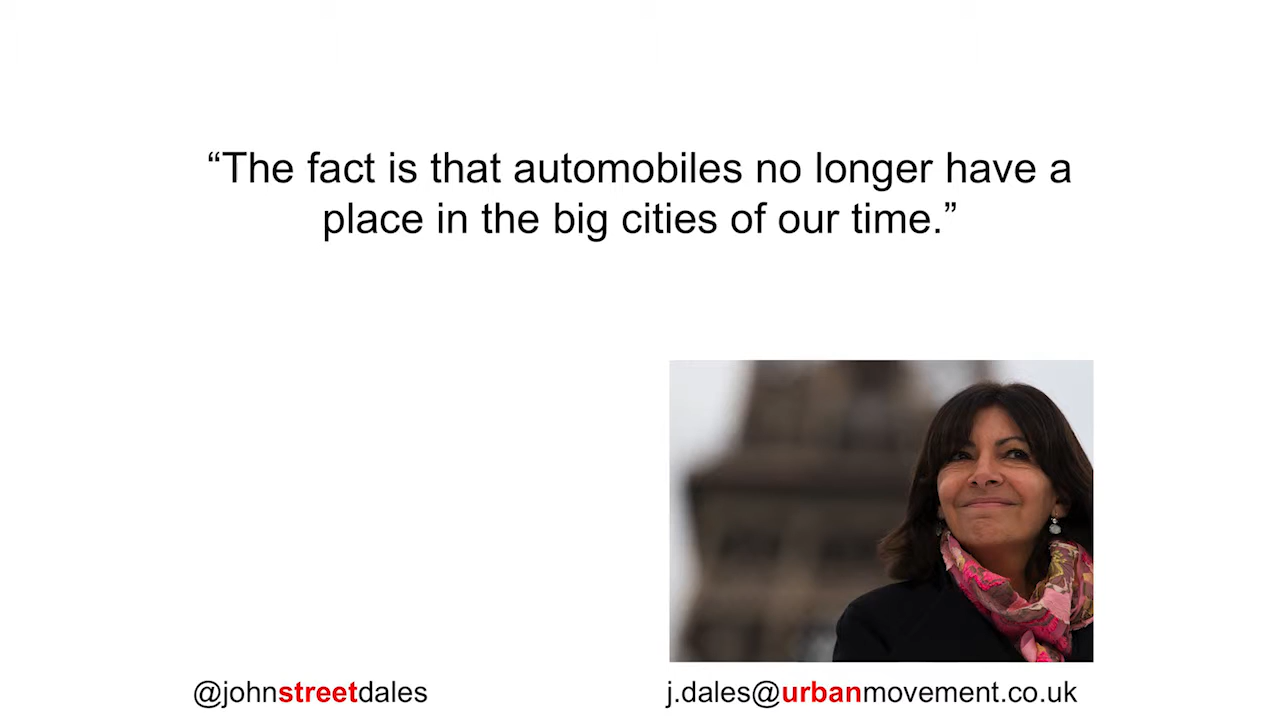 “The fact is that automobiles no longer have a
place in the big cities of our time.”
@johnstreetdales
j.dales@urbanmovement.co.uk